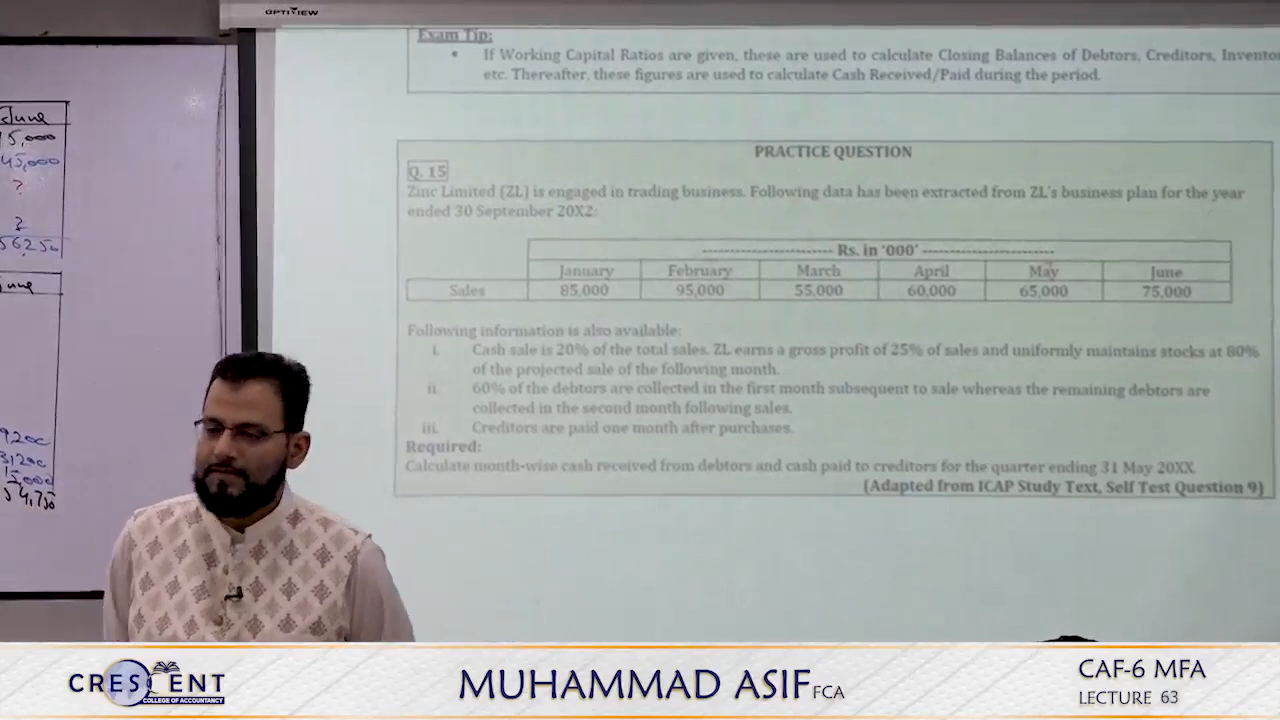 OPTIVIEW
Exam Tip:
• If Working Capital Ratios are given, these are used to calculate Closing Balances of Debtors, Creditors,
etc. Thereafter, these figures are used to calculate Cash Received/Paid during the period.
PRACTICE QUESTION
Q. 15
Zinc Limited (ZL) is engaged in trading business. Following data has been extracted from ZL's business plan for the year
ended 30 September 20X2:
---------------------- Rs. in '000' ----------------------
January February March April May June
Sales 85,000 95,000 55,000 60,000 65,000 75,000
Following information is also available:
i. Cash sale is 20% of the total sales. ZL earns a gross profit of 25% of sales and uniformly maintains stocks at 80%
of the projected sale of the following month.
ii. 60% of the debtors are collected in the first month subsequent to sale whereas the remaining debtors are
collected in the second month following sales.
iii. Creditors are paid one month after purchases.
Required:
Calculate month-wise cash received from debtors and cash paid to creditors for the quarter ending 31 May 20XX.
(Adapted from ICAP Study Text, Self Test Question 9)
June
15,000
45,000
?
?
56,250
June
15,000
54,750
CRESCENT
COLLEGE OF ACCOUNTANCY
MUHAMMAD ASIF FCA
CAF-6 MFA
LECTURE 63